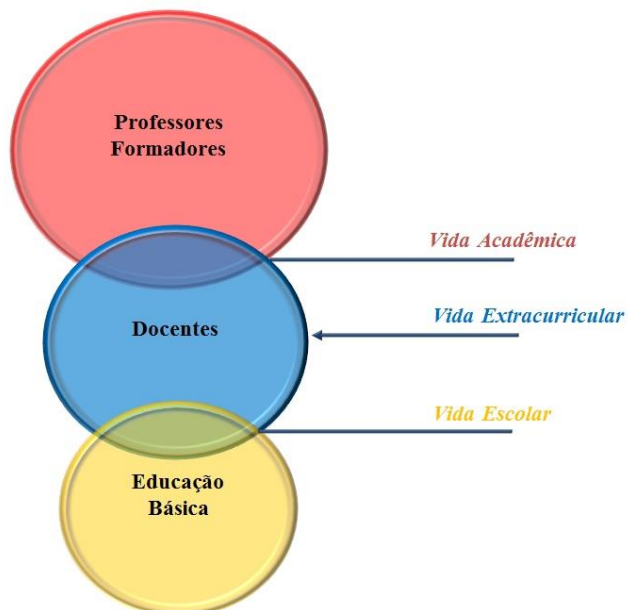 Professores
Formadores
Vida Acadêmica
Vida Extracurricular
Docentes
Vida Escolar
Educação
Básica